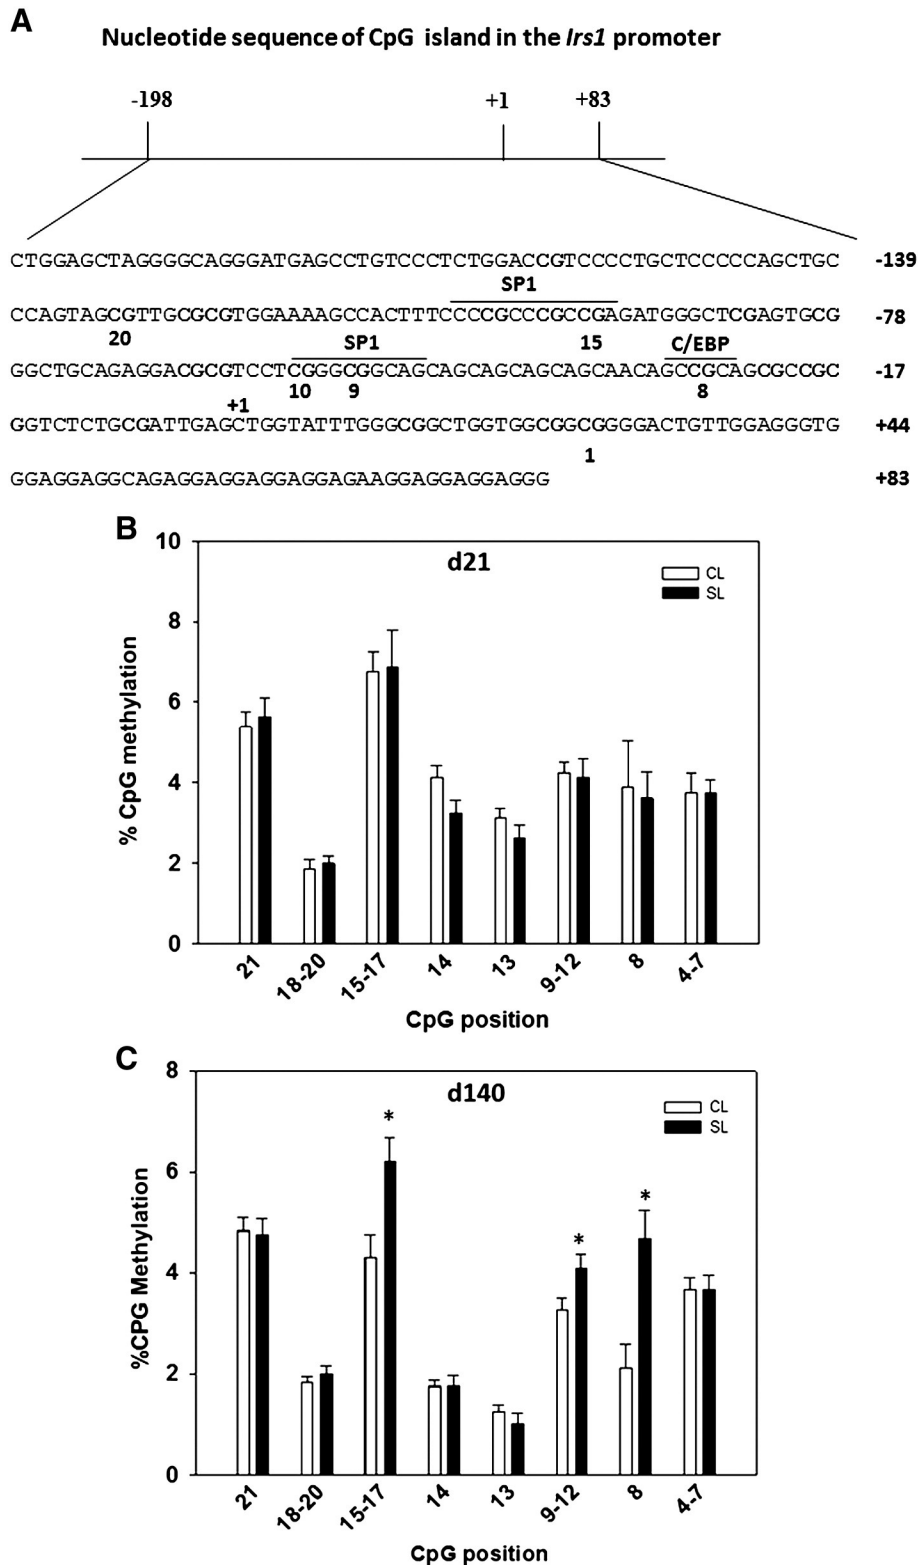 A
Nucleotide sequence of CpG island in the Irs1 promoter
-198 +1 +83
CTGGAGCTAGGGGCAGGGATGAGCCTGTCCCTCTGGACCGTCCCCTGCTCCCCCAGCTGC -139
SP1
CCAGTAGCGTTGCGCGTGGAAAAGCCACTTTCCCCGCCCGCCGAGATGGGCTCGAGTGCG -78
20 SP1 15 C/EBP
GGCTGCAGAGGACGCGTCCTCGGGCGGCAGCAGCAGCAGCAGCAACAGCCGCAGCGCCGC -17
10 9 8
+1
GGTCTCTGCGATTGAGCTGGTATTTGGGCGGCTGGTGGCGGCGGGGACTGTTGGAGGGTG +44
1
GGAGGAGGCAGAGGAGGAGGAGGAGAAGGAGGAGGAGGG +83
B
d21
CL
SL
% CpG methylation
10
8
6
4
2
0
21 18-20 15-17 14 13 9-12 8 4-7
CpG position
C
d140
CL
SL
%CPG Methylation
8
6
4
2
0
* * *
21 18-20 15-17 14 13 9-12 8 4-7
CpG position